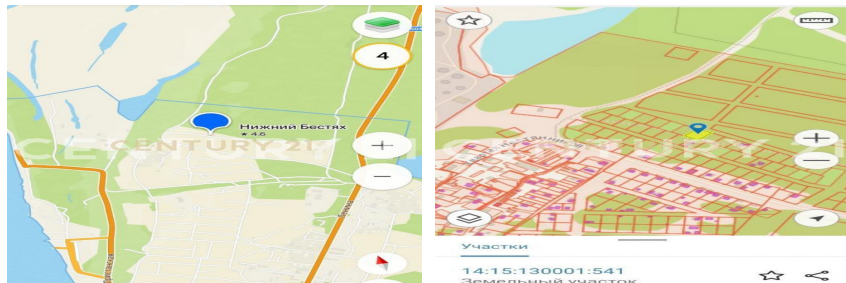 4
Нижний Бестях
★ 4,6
CENTURY 21
CENTURY 21
Участки
14:15:130001:541
Земельный участок